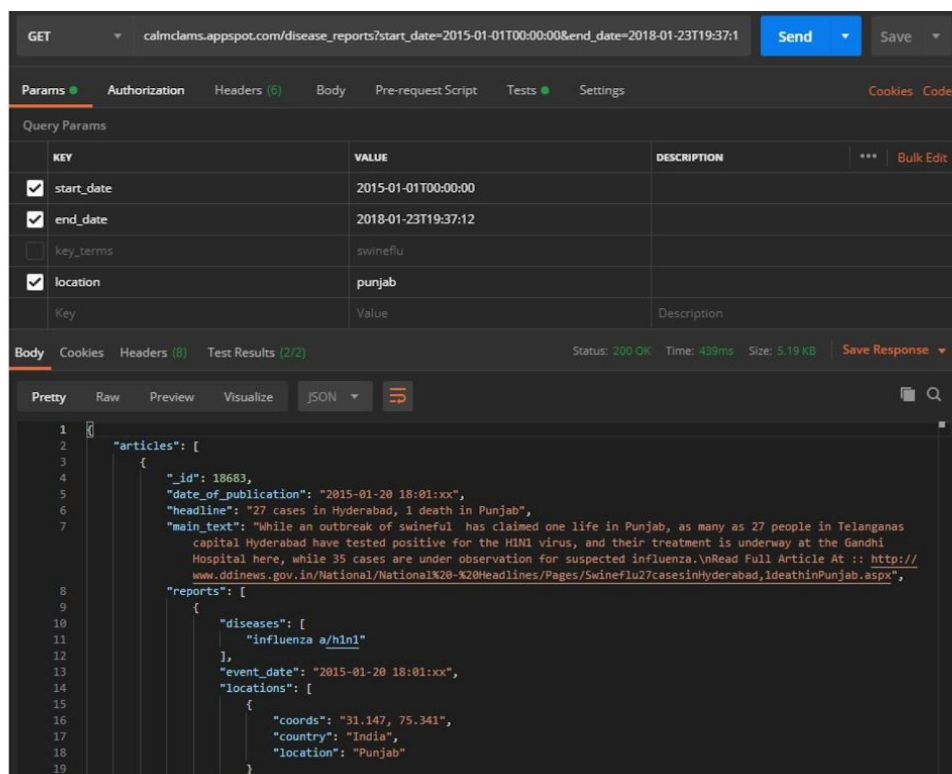 GET calmclams.appspot.com/disease_reports?start_date=2015-01-01T00:00:00&end_date=2018-01-23T19:37:1 Send Save
Params Authorization Headers (6) Body Pre-request Script Tests Settings Cookies Code
Query Params
KEY VALUE DESCRIPTION ••• Bulk Edit
start_date 2015-01-01T00:00:00
end_date 2018-01-23T19:37:12
key_terms swineflu
location punjab
Key Value Description
Body Cookies Headers (8) Test Results (2/2) Status: 200 OK Time: 439ms Size: 5.19 KB Save Response
Pretty Raw Preview Visualize JSON
1 {
2 "articles": [
3 {
4 "_id": 18683,
5 "date_of_publication": "2015-01-20 18:01:xx",
6 "headline": "27 cases in Hyderabad, 1 death in Punjab",
7 "main_text": "While an outbreak of swineful  has claimed one life in Punjab, as many as 27 people in Telanganas
capital Hyderabad have tested positive for the H1N1 virus, and their treatment is underway at the Gandhi
Hospital here, while 35 cases are under observation for suspected influenza.\nRead Full Article At :: http://
www.ddinews.gov.in/National/National%20-%20Headlines/Pages/Swineflu27casesinHyderabad,1deathinPunjab.aspx",
8 "reports": [
9 {
10 "diseases": [
11 "influenza a/h1n1"
12 ],
13 "event_date": "2015-01-20 18:01:xx",
14 "locations": [
15 {
16 "coords": "31.147, 75.341",
17 "country": "India",
18 "location": "Punjab"
19 }